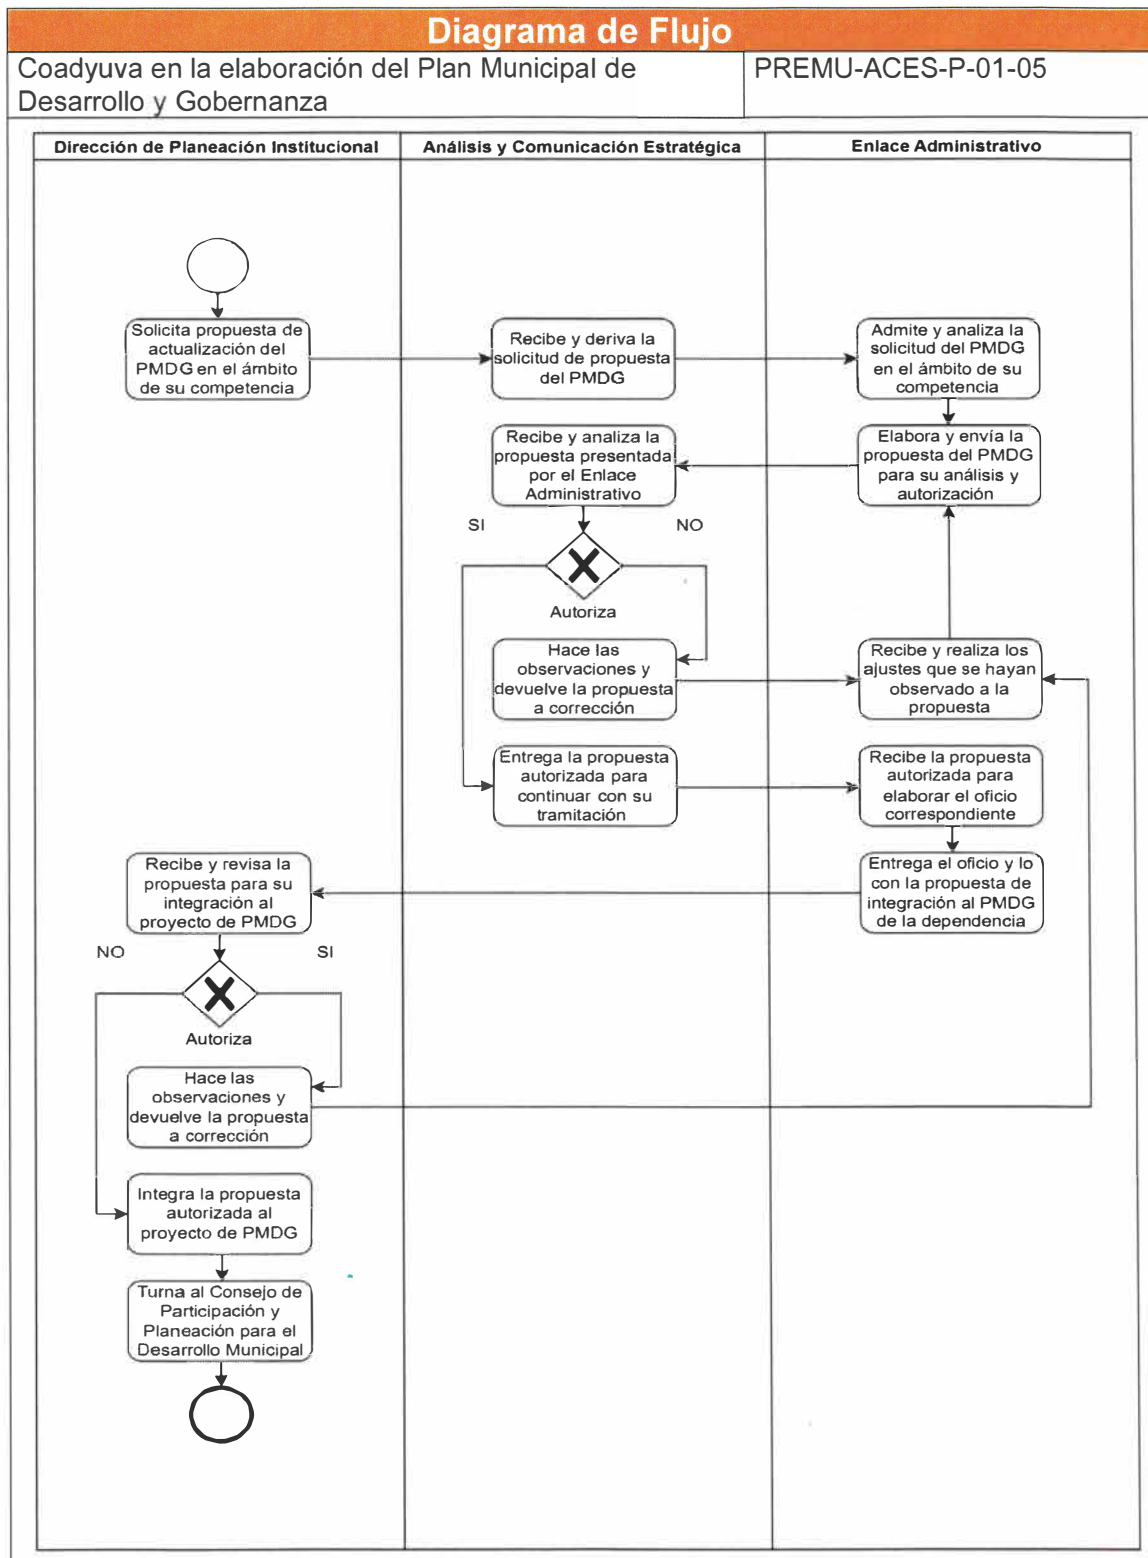 Diagrama de Flujo
Coadyuva en la elaboración del Plan Municipal de
Desarrollo y Gobernanza
PREMU-ACES-P-01-05
Dirección de Planeación Institucional
Análisis y Comunicación Estratégica
Enlace Administrativo
Solicita propuesta de
actualización del
PMDG en el ámbito
de su competencia
Recibe y deriva la
solicitud de propuesta
del PMDG
Admite y analiza la
solicitud del PMDG
en el ámbito de su
competencia
Recibe y analiza la
propuesta presentada
por el Enlace
Administrativo
Elabora y envía la
propuesta del PMDG
para su análisis y
autorización
SI
NO
Autoriza
Hace las
observaciones y
devuelve la propuesta
a corrección
Recibe y realiza los
ajustes que se hayan
observado a la
propuesta
Entrega la propuesta
autorizada para
continuar con su
tramitación
Recibe la propuesta
autorizada para
elaborar el oficio
correspondiente
Recibe y revisa la
propuesta para su
integración al
proyecto de PMDG
Entrega el oficio y lo
con la propuesta de
integración al PMDG
de la dependencia
NO
SI
Autoriza
Hace las
observaciones y
devuelve la propuesta
a corrección
Integra la propuesta
autorizada al
proyecto de PMDG
Turna al Consejo de
Participación y
Planeación para el
Desarrollo Municipal